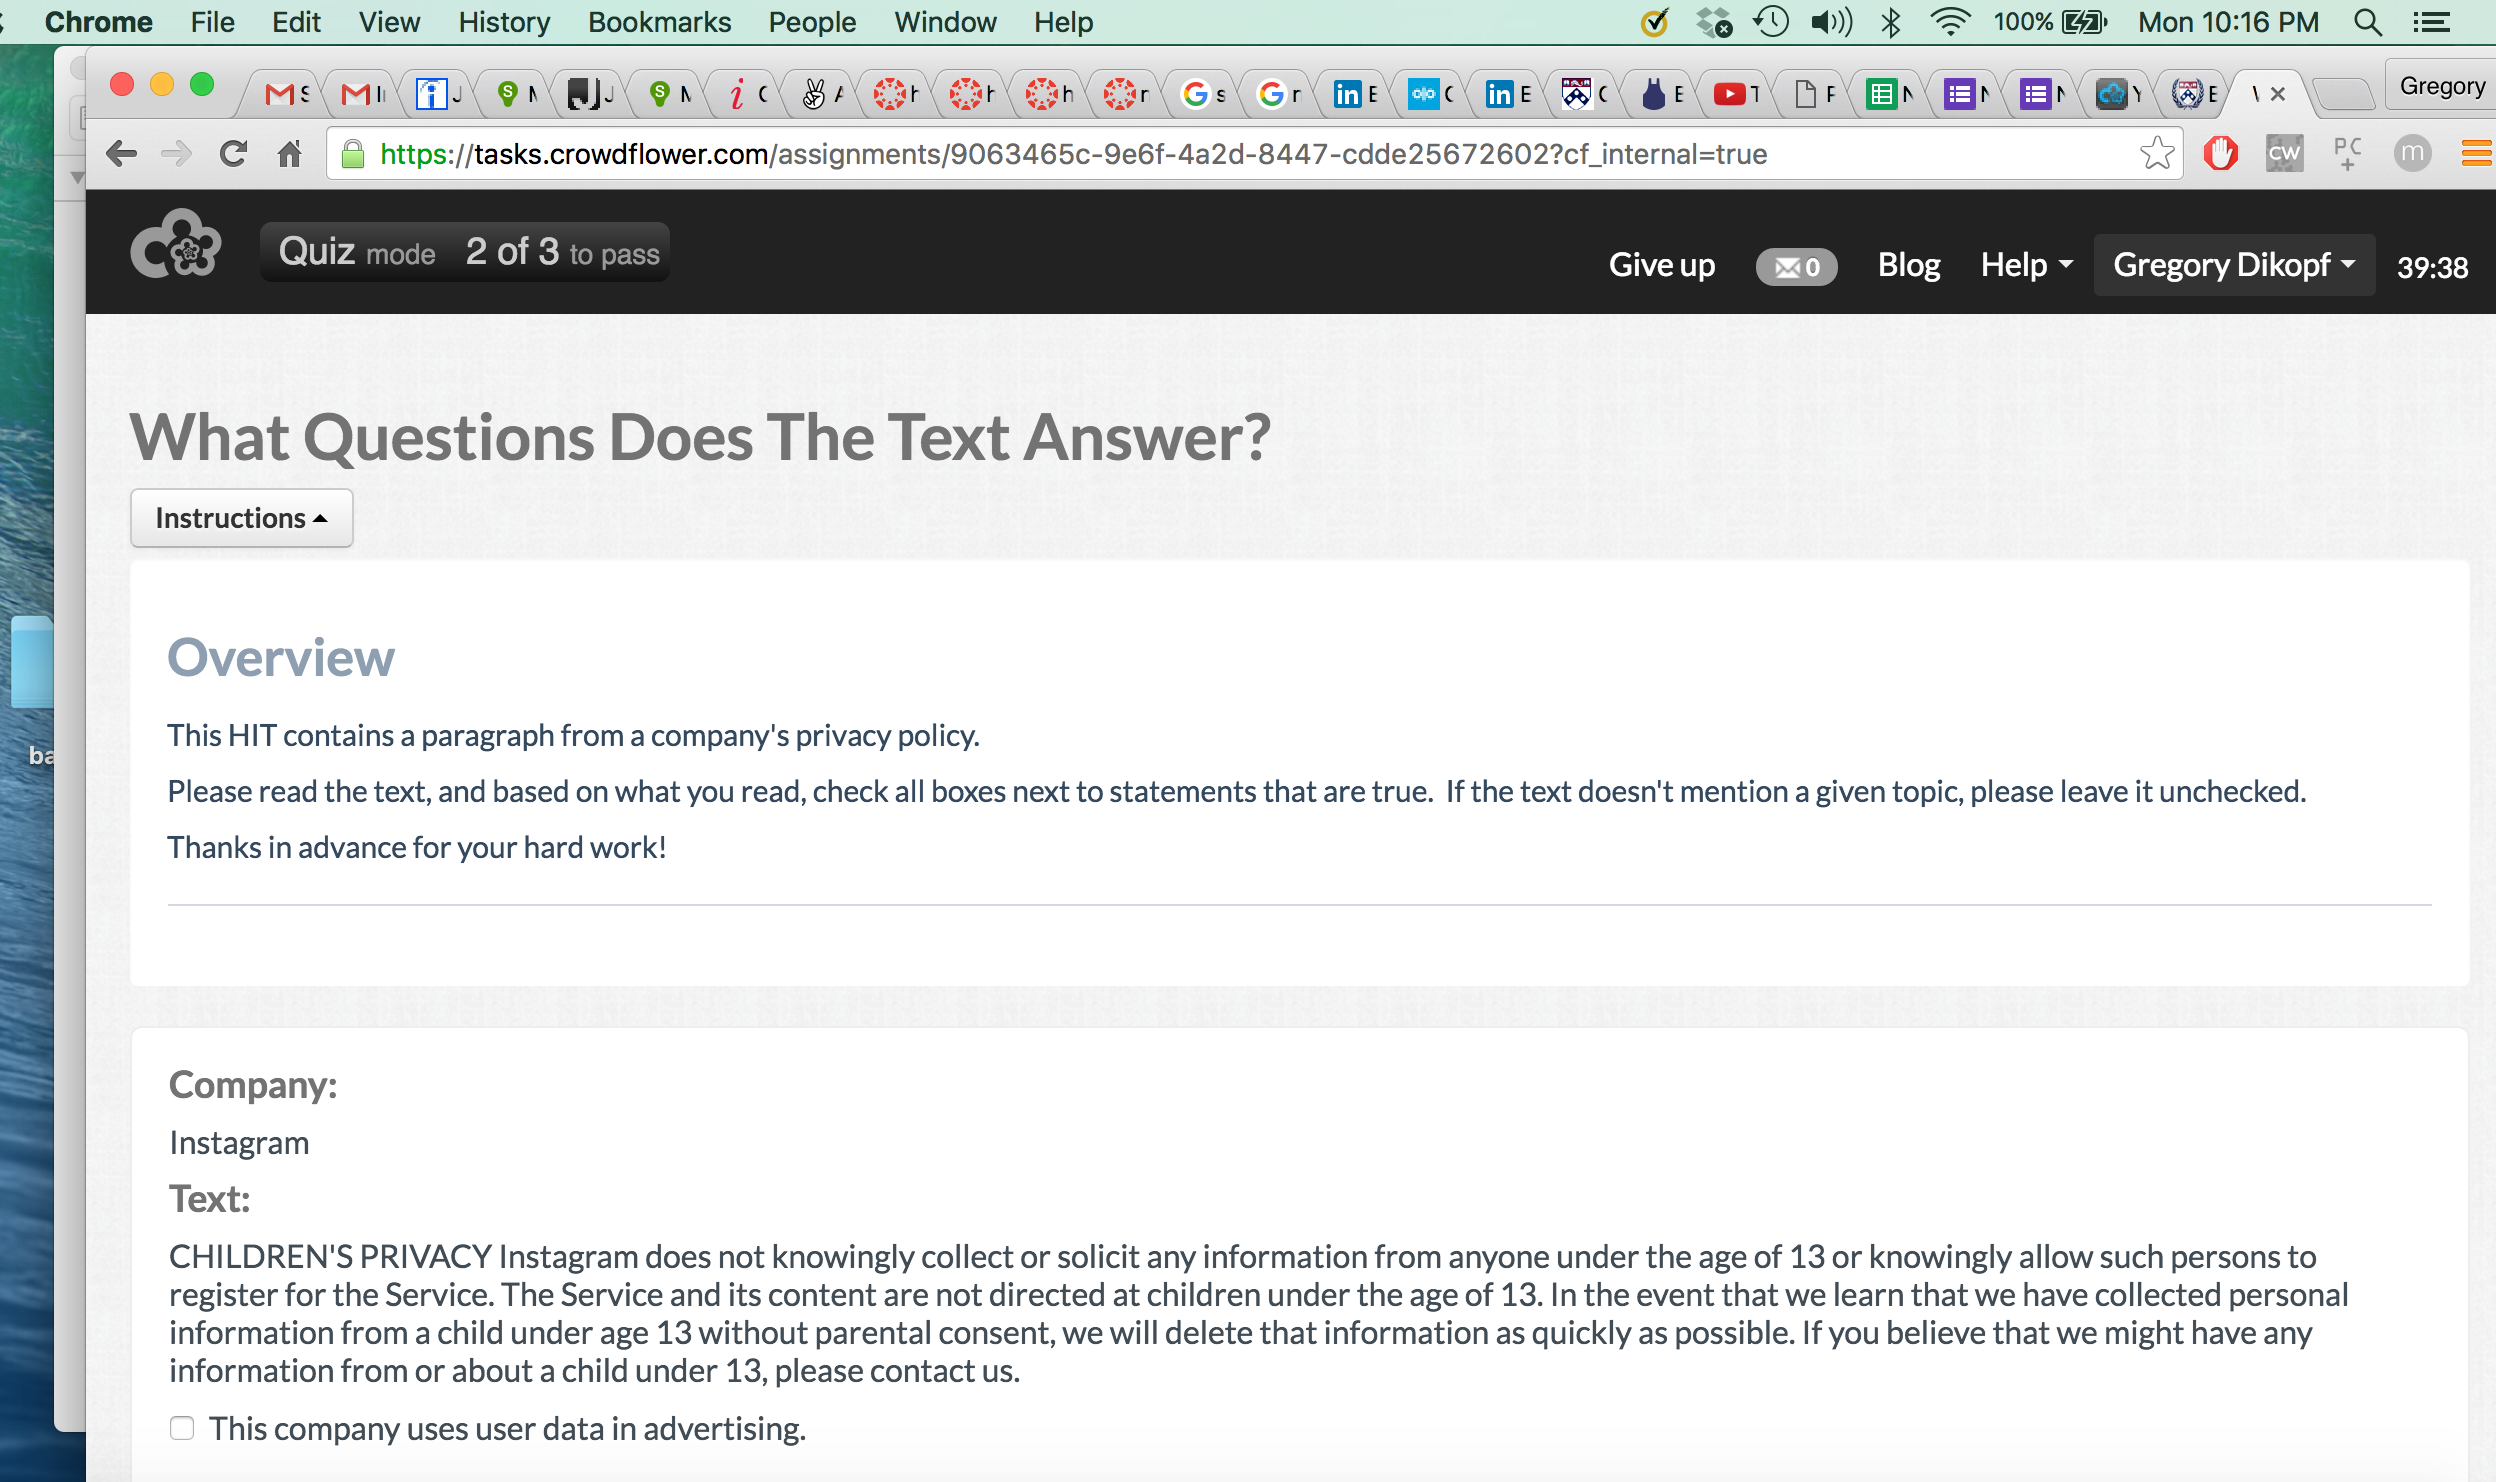 Chrome File Edit View History Bookmarks People Window Help 100% Mon 10:16 PM
Gregory
https://tasks.crowdflower.com/assignments/9063465c-9e6f-4a2d-8447-cdde25672602?cf_internal=true
CW PC + m
Quiz mode 2 of 3 to pass
Give up 0 Blog Help Gregory Dikopf 39:38
What Questions Does The Text Answer?
Instructions
Overview
This HIT contains a paragraph from a company's privacy policy.
Please read the text, and based on what you read, check all boxes next to statements that are true. If the text doesn't mention a given topic, please leave it unchecked.
Thanks in advance for your hard work!
ba
Company:
Instagram
Text:
CHILDREN'S PRIVACY Instagram does not knowingly collect or solicit any information from anyone under the age of 13 or knowingly allow such persons to
register for the Service. The Service and its content are not directed at children under the age of 13. In the event that we learn that we have collected personal
information from a child under age 13 without parental consent, we will delete that information as quickly as possible. If you believe that we might have any
information from or about a child under 13, please contact us.
This company uses user data in advertising.